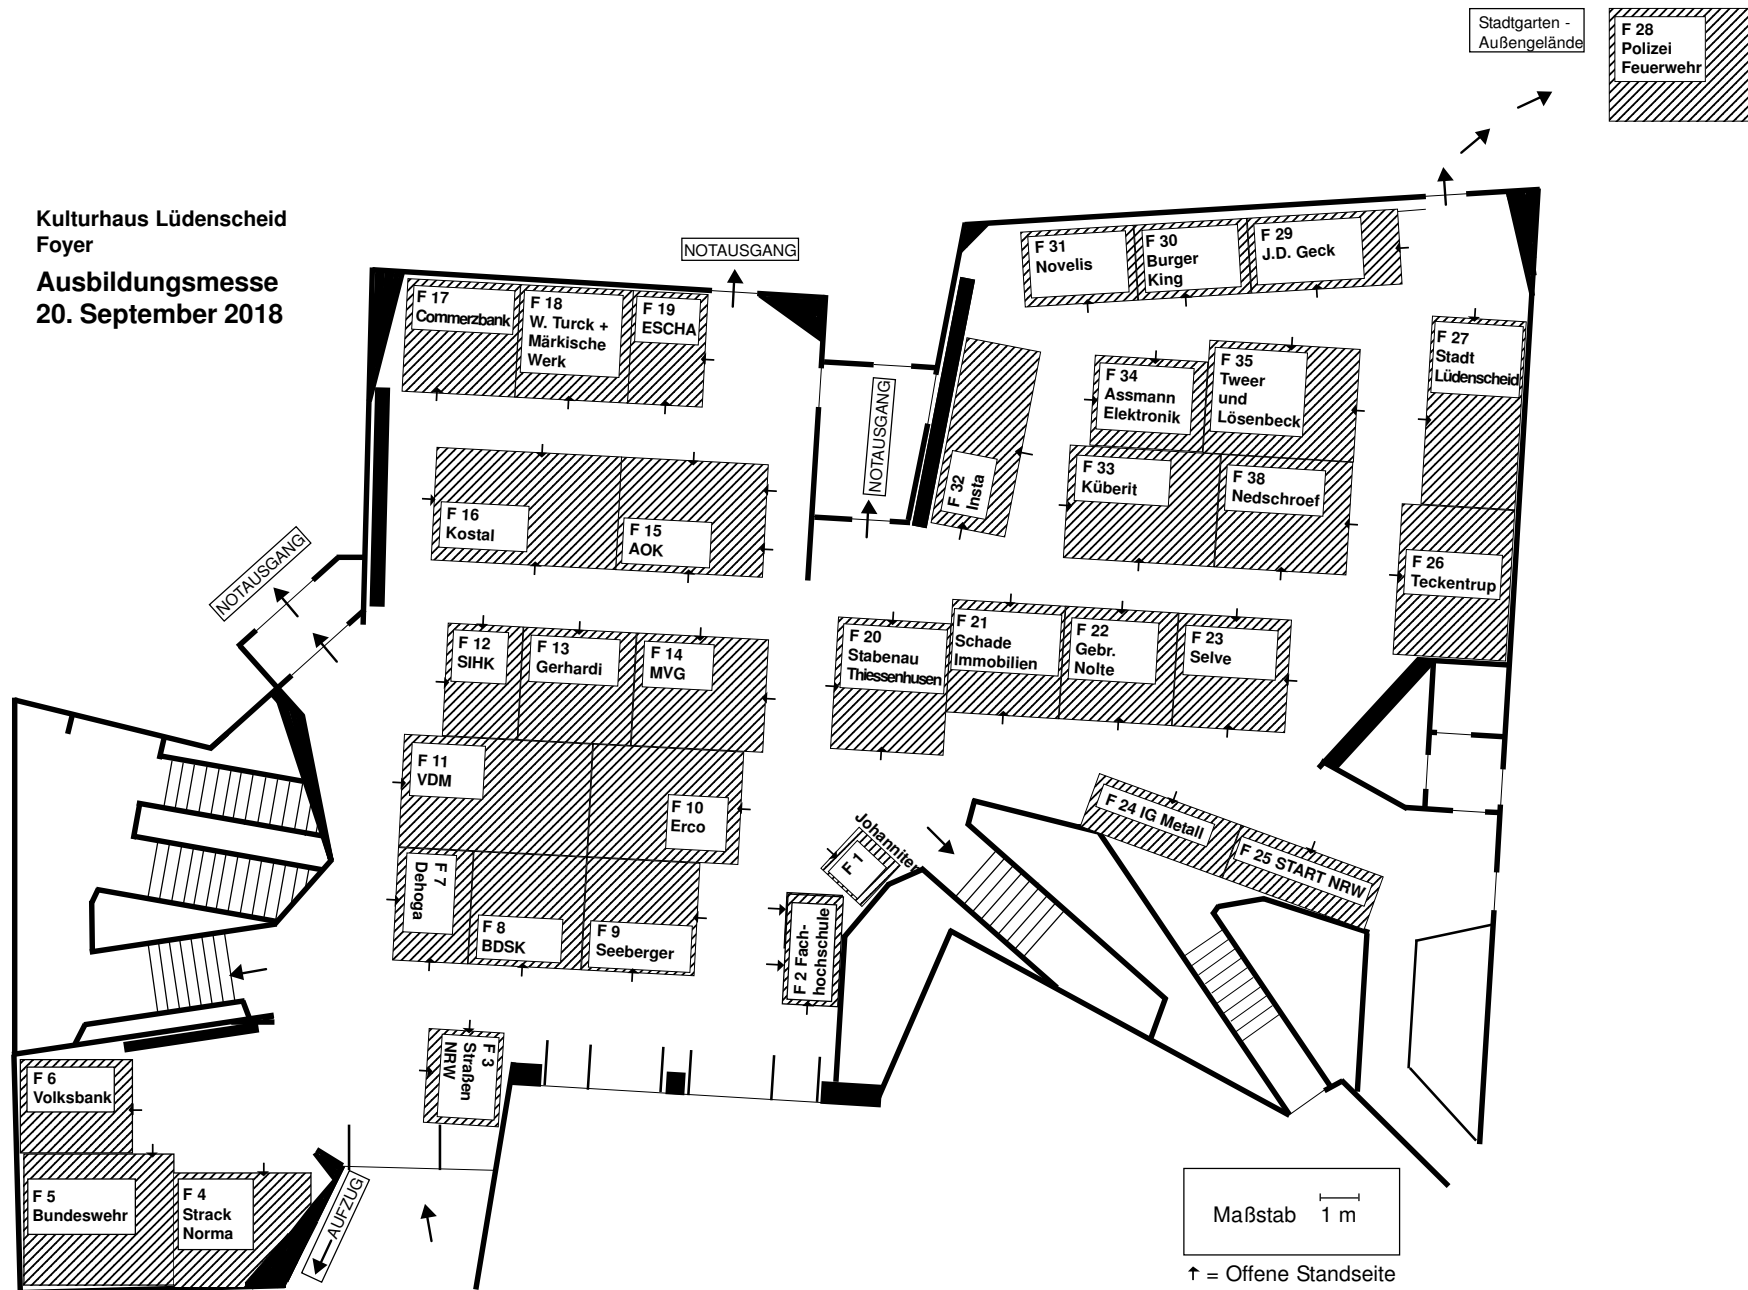 Stadtgarten -
Außengelände
F 28
Polizei
Feuerwehr
Kulturhaus Lüdenscheid
Foyer
Ausbildungsmesse
20. September 2018
NOTAUSGANG
F 31
Novelis
F 30
Burger
King
F 29
J.D. Geck
F 17
Commerzbank
F 18
W. Turck +
Märkische
Werk
F 19
ESCHA
F 27
Stadt
Lüdenscheid
F 34
Assmann
Elektronik
F 35
Tweer
und
Lösenbeck
NOTAUSGANG
F 32
Insta
F 33
Küberit
F 38
Nedschroef
F 16
Kostal
F 15
AOK
NOTAUSGANG
F 26
Teckentrup
F 12
SIHK
F 13
Gerhardi
F 14
MVG
F 20
Stabenau
Thiessenhusen
F 21
Schade
Immobilien
F 22
Gebr.
Nolte
F 23
Selve
F 11
VDM
F 10
Erco
F 24 IG Metall
F 25 START NRW
Johanniter
F 1
F 7
Dehoga
F 8
BDSK
F 9
Seeberger
F 2 Fach-
hochschule
F 3
Straßen
NRW
F 6
Volksbank
F 5
Bundeswehr
F 4
Strack
Norma
AUFZUG
Maßstab 1 m
= Offene Standseite